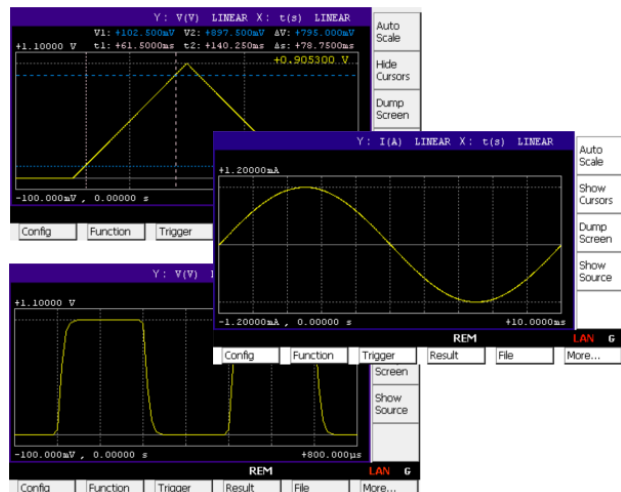 Y: V(V) LINEAR X: t(s) LINEAR
V1: +102.500mV V2: +897.500mV ΔV: +795.000mV
+1.10000 V t1: +61.5000ms t2: +140.250ms Δs: +78.7500ms
+0.905300 V
-100.000mV , 0.00000 s
Auto
Scale
Hide
Cursors
Dump
Screen
Config Function Trigger
Y: I(A) LINEAR X: t(s) LINEAR
+1.20000mA
-1.20000mA , 0.00000 s +10.0000ms
REM LAN G
Auto
Scale
Show
Cursors
Dump
Screen
Show
Source
Config Function Trigger Result File More...
Y: V(V)
+1.10000 V
-100.000mV , 0.00000 s +800.000µs
REM LAN G
Screen
Show
Source
Config Function Trigger Result File More...